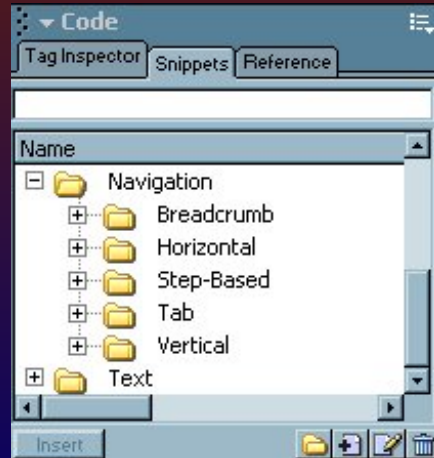 Code
Tag Inspector Snippets Reference
Name
Navigation
Breadcrumb
Horizontal
Step-Based
Tab
Vertical
Text
Insert